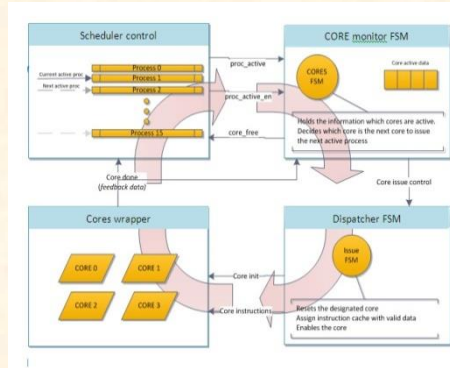 Scheduler control
Process 0
Current active proc
Process 1
Next active proc
Process 2
Process 15
proc_active
proc_active_en
core_free
CORE monitor FSM
CORES
FSM
Core active data
Holds the information which cores are active.
Decides which core is the next core to issue
the next active process
Core done
(feedback data)
Core issue control
Cores wrapper
CORE 0
CORE 1
CORE 2
CORE 3
Core init
Core instructions
Dispatcher FSM
Issue
FSM
Resets the designated core
Assign instruction cache with valid data
Enables the core